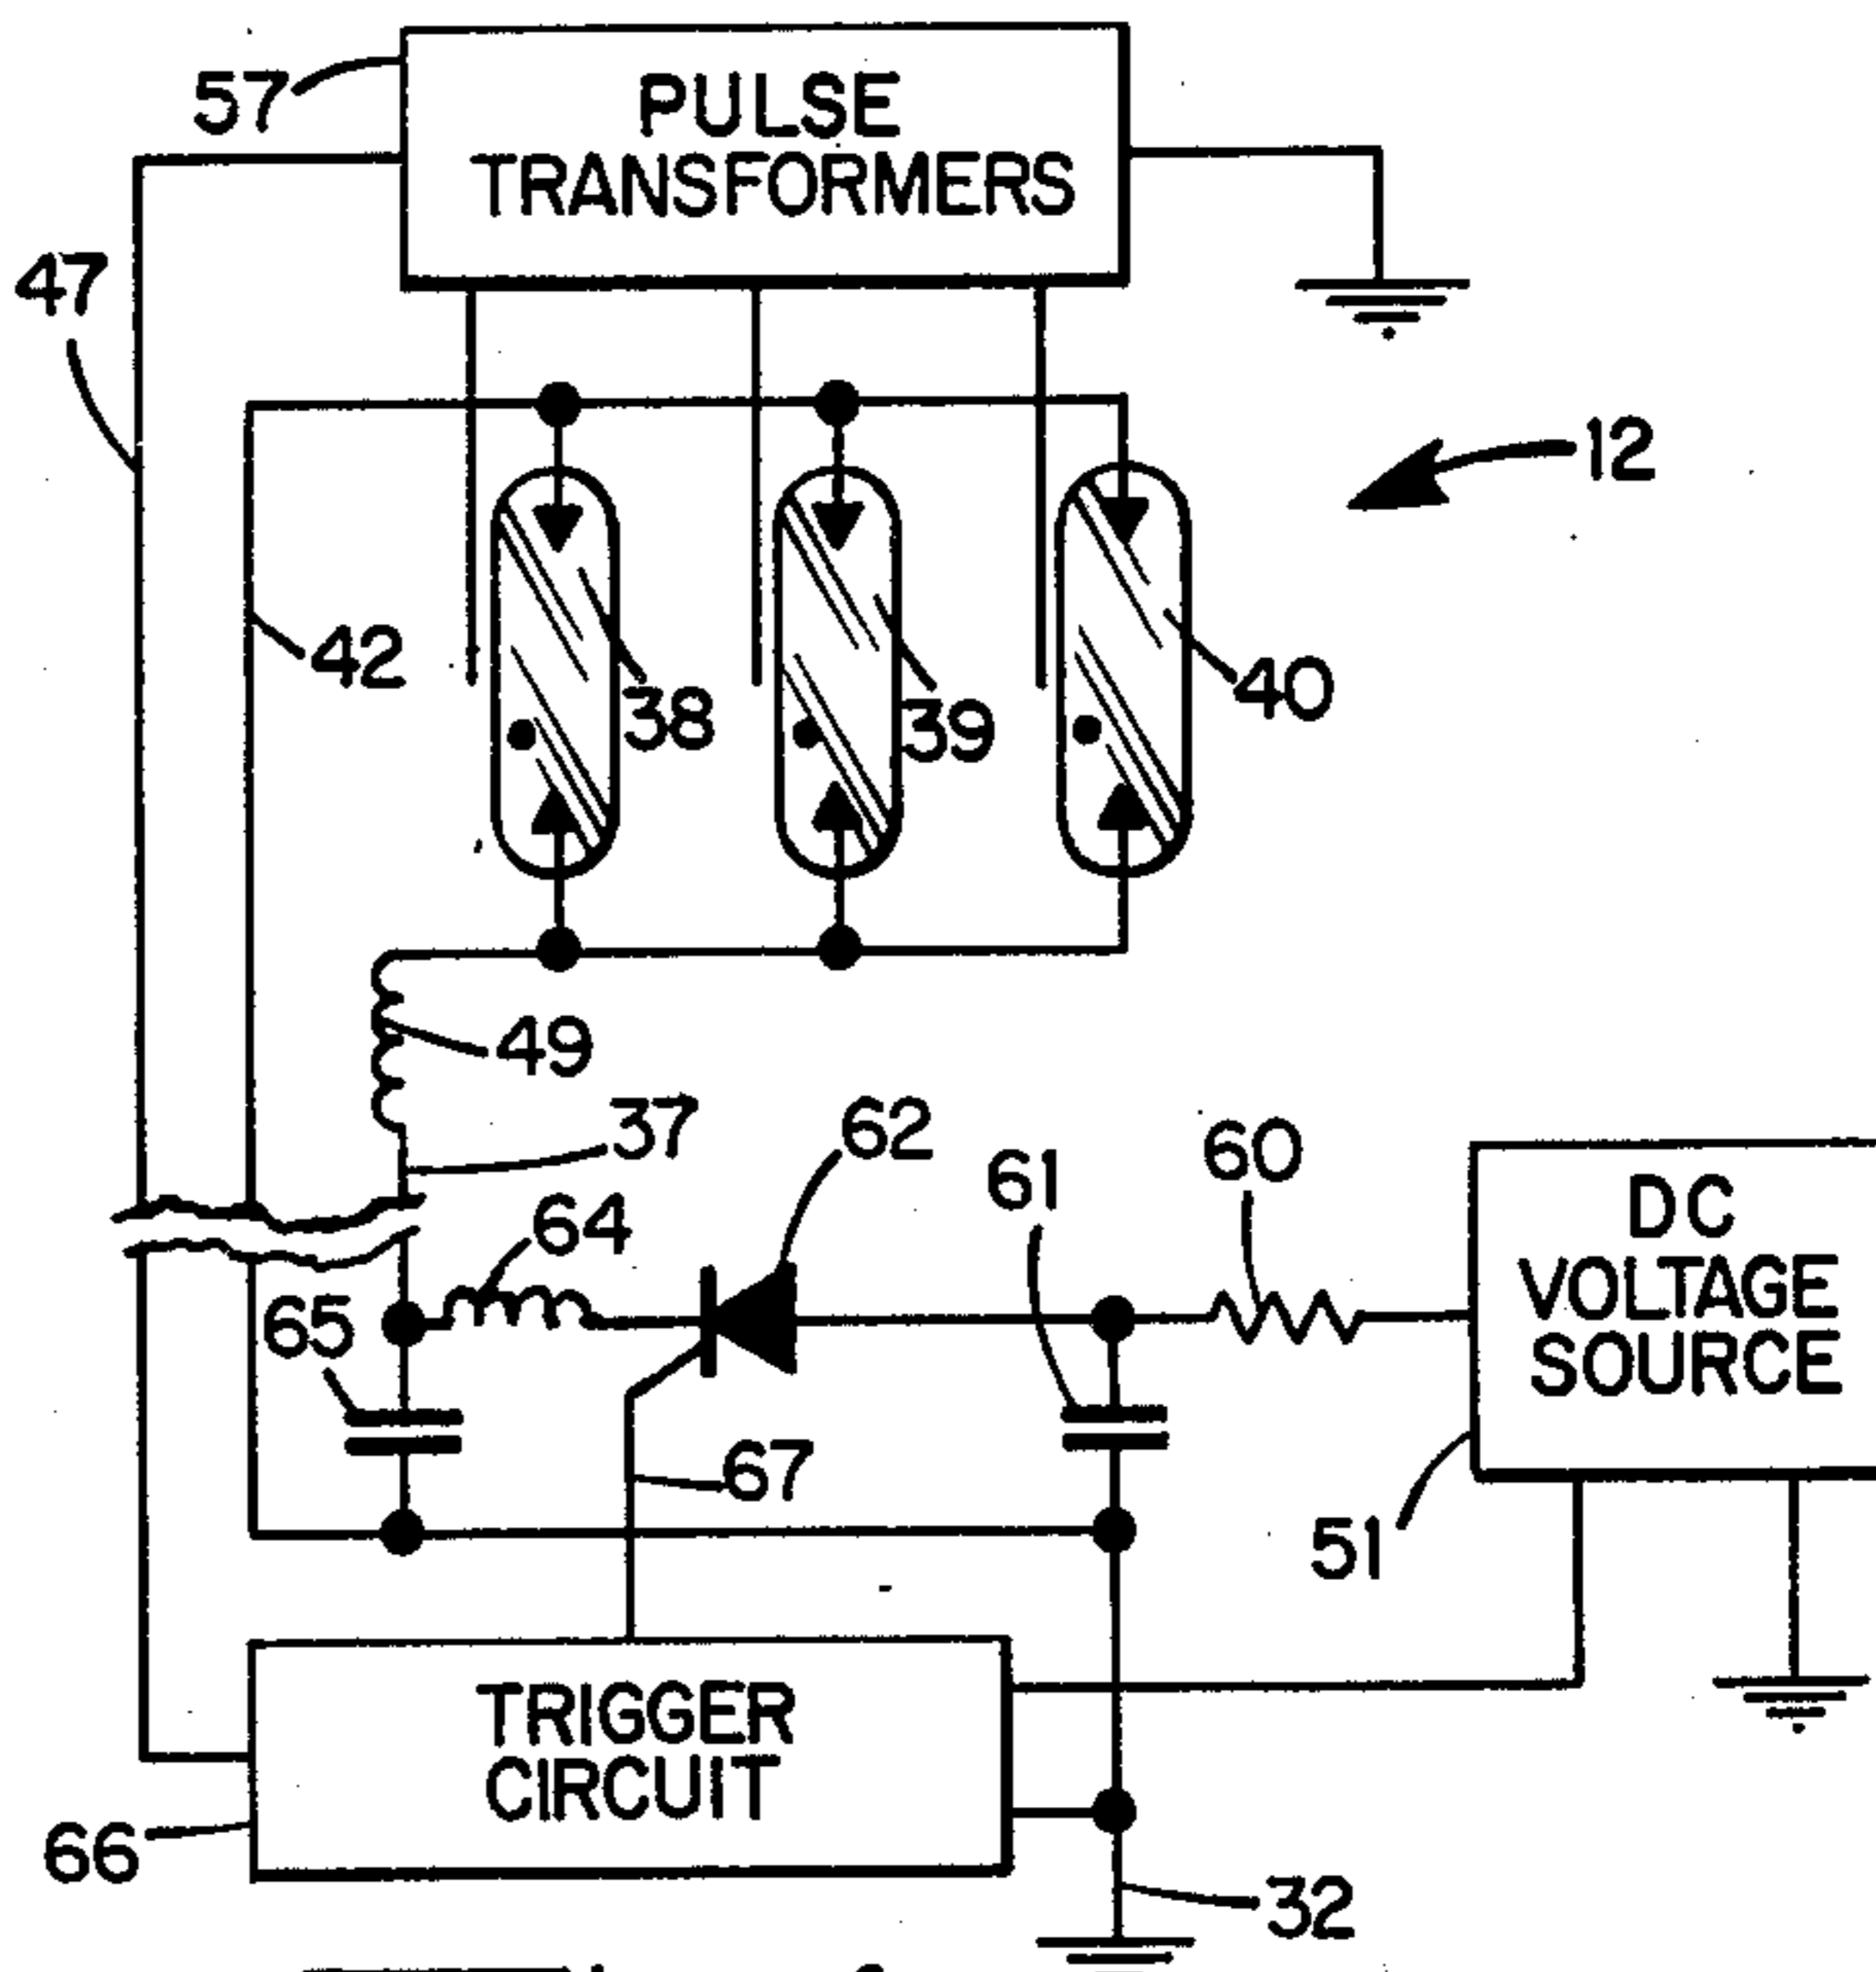 57
PULSE
TRANSFORMERS
47
12
42
38
39
40
49
37
62
61
60
64
65
DC
VOLTAGE
SOURCE
67
51
TRIGGER
CIRCUIT
66
32